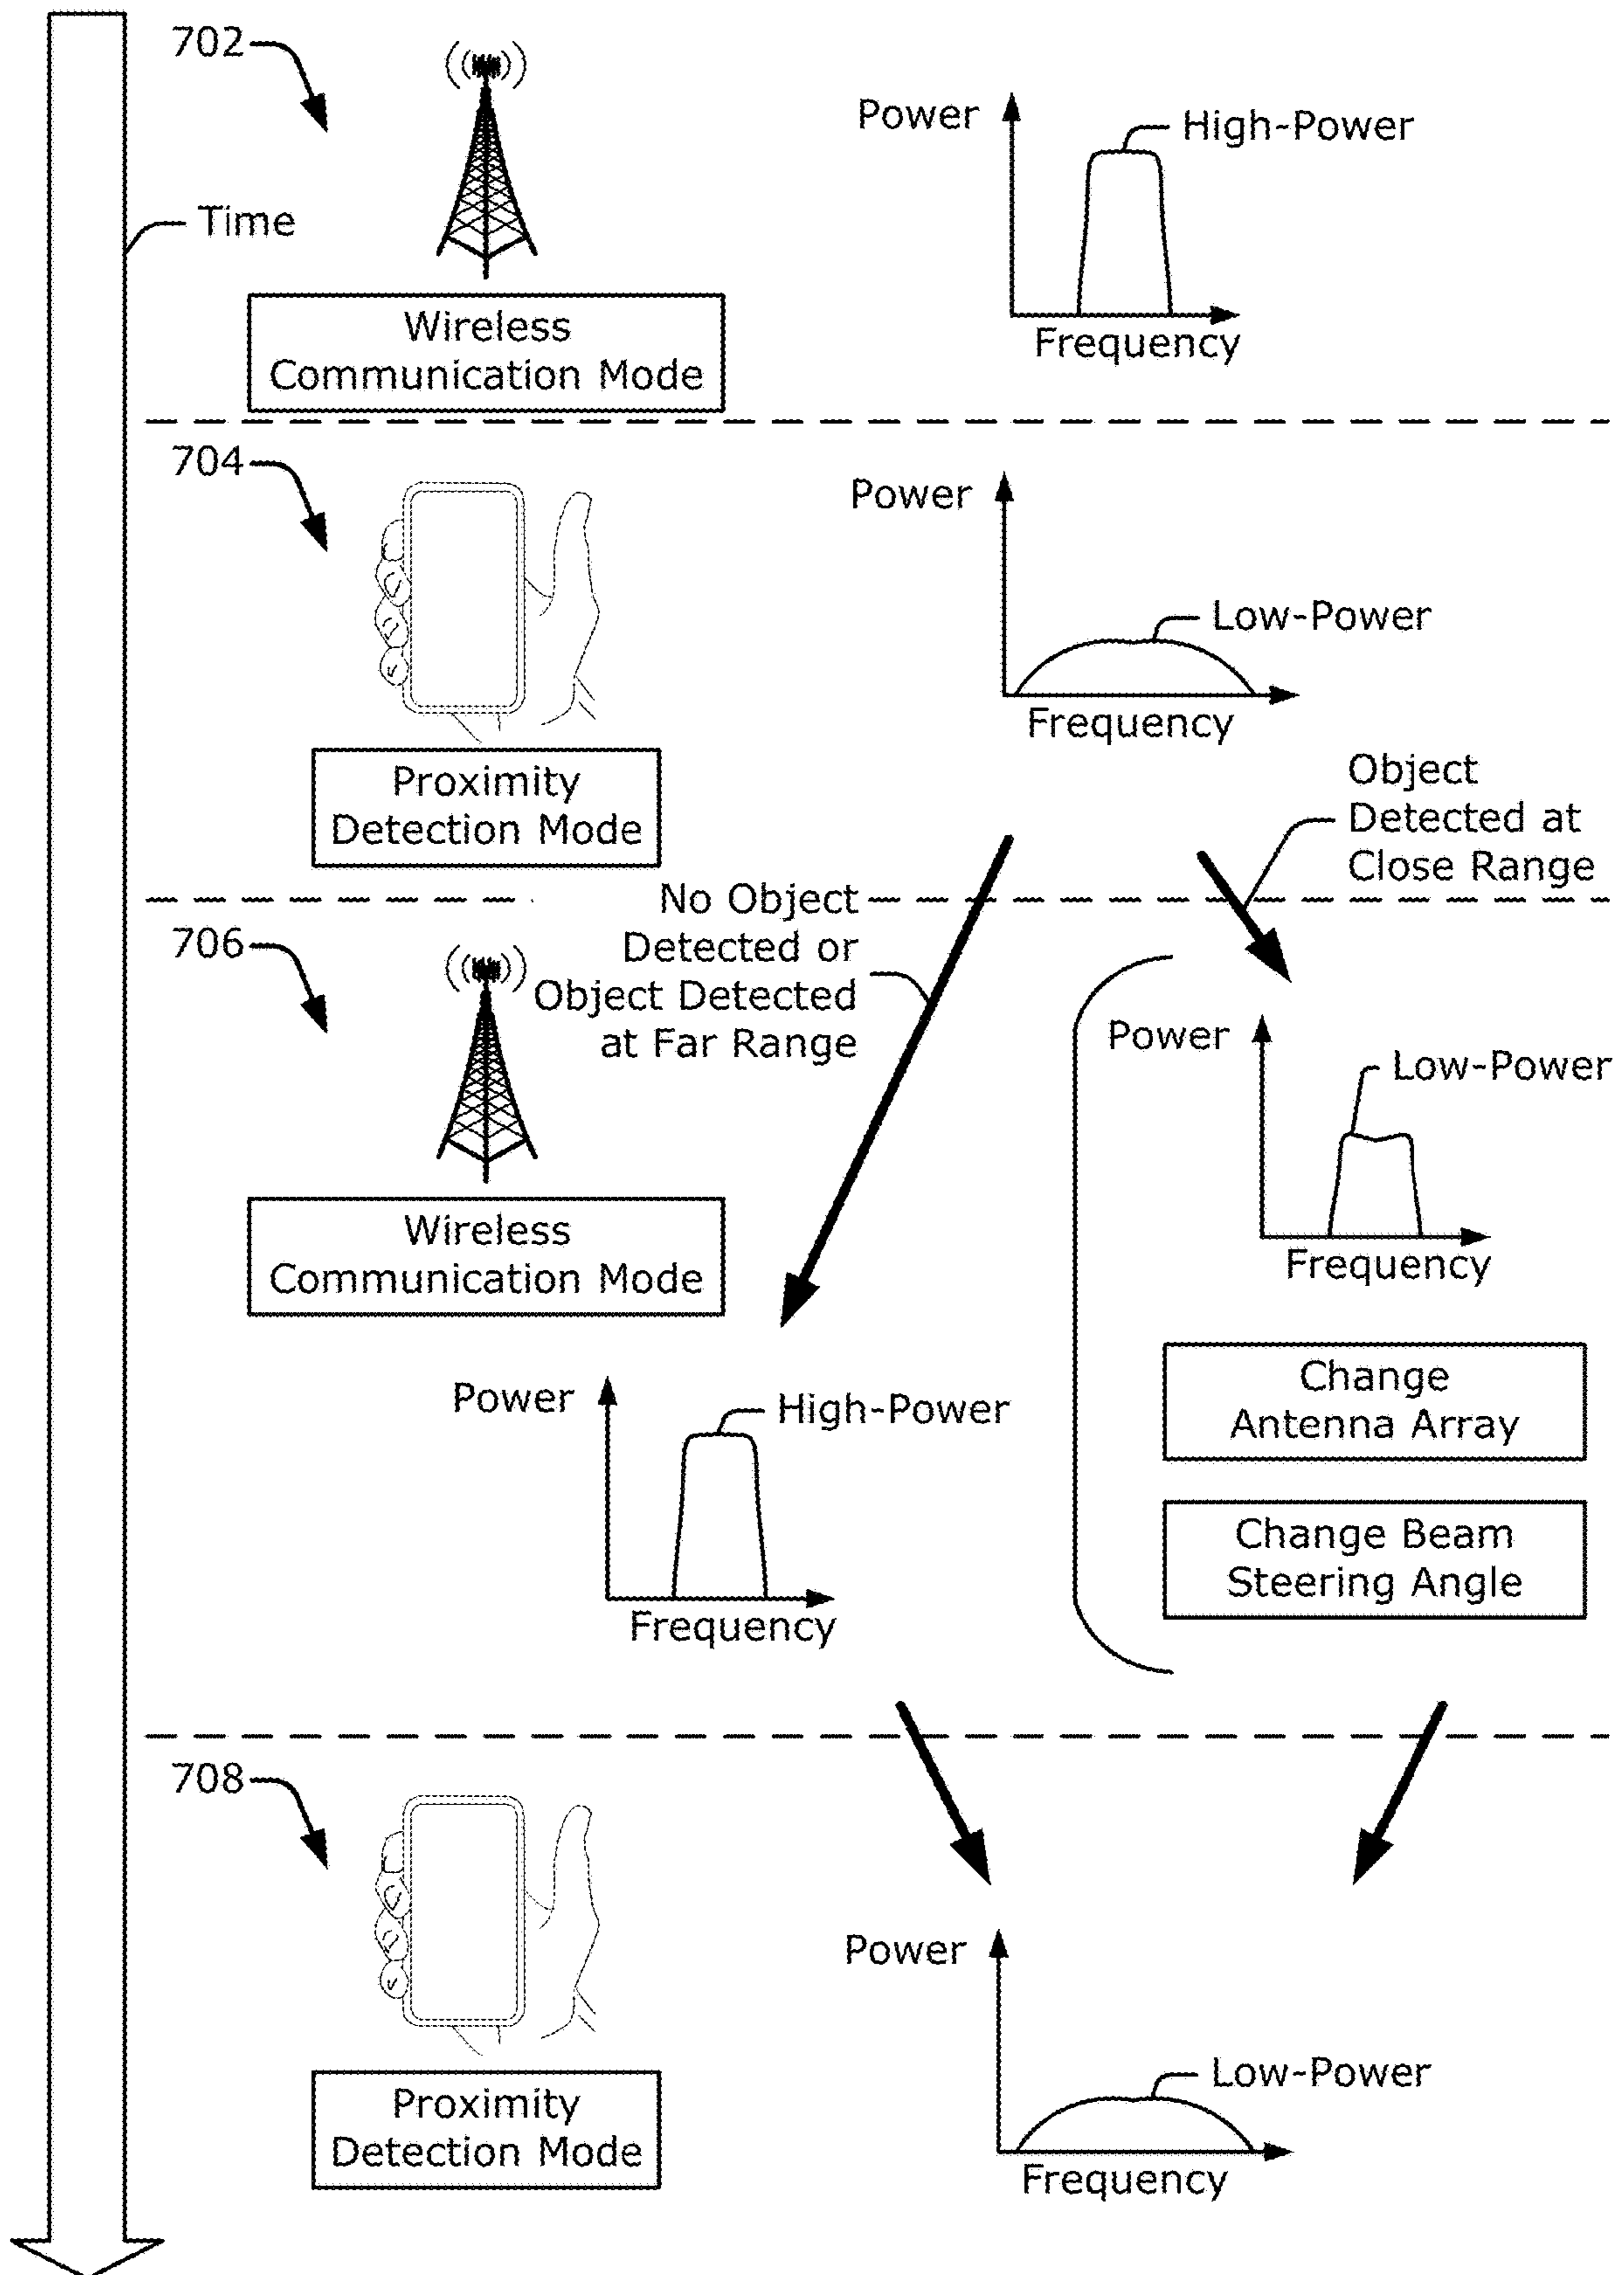 702
Power
High-Power
Time
Wireless
Communication Mode
Frequency
704
Power
Low-Power
Frequency
Proximity
Detection Mode
Object
Detected at
Close Range
No Object
Detected or
Object Detected
at Far Range
706
Wireless
Communication Mode
Power
Low-Power
Frequency
Power
High-Power
Frequency
Change
Antenna Array
Change Beam
Steering Angle
708
Proximity
Detection Mode
Power
Low-Power
Frequency